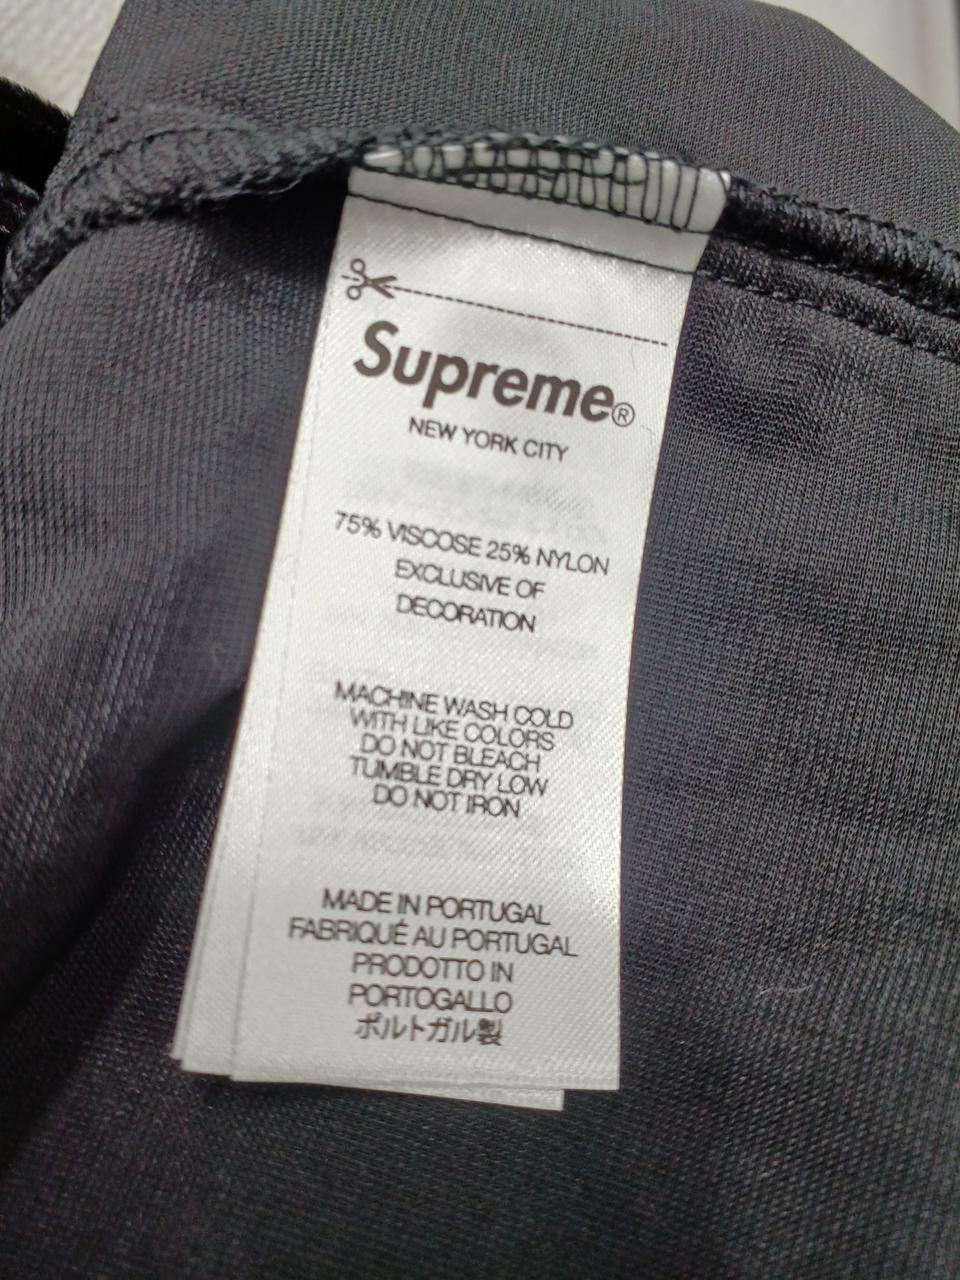 Supreme®
NEW YORK CITY
75% VISCOSE 25% NYLON
EXCLUSIVE OF
DECORATION
MACHINE WASH COLD
WITH LIKE COLORS
DO NOT BLEACH
TUMBLE DRY LOW
DO NOT IRON
MADE IN PORTUGAL
FABRIQUÉ AU PORTUGAL
PRODOTTO IN
PORTOGALLO
ポルトガル製